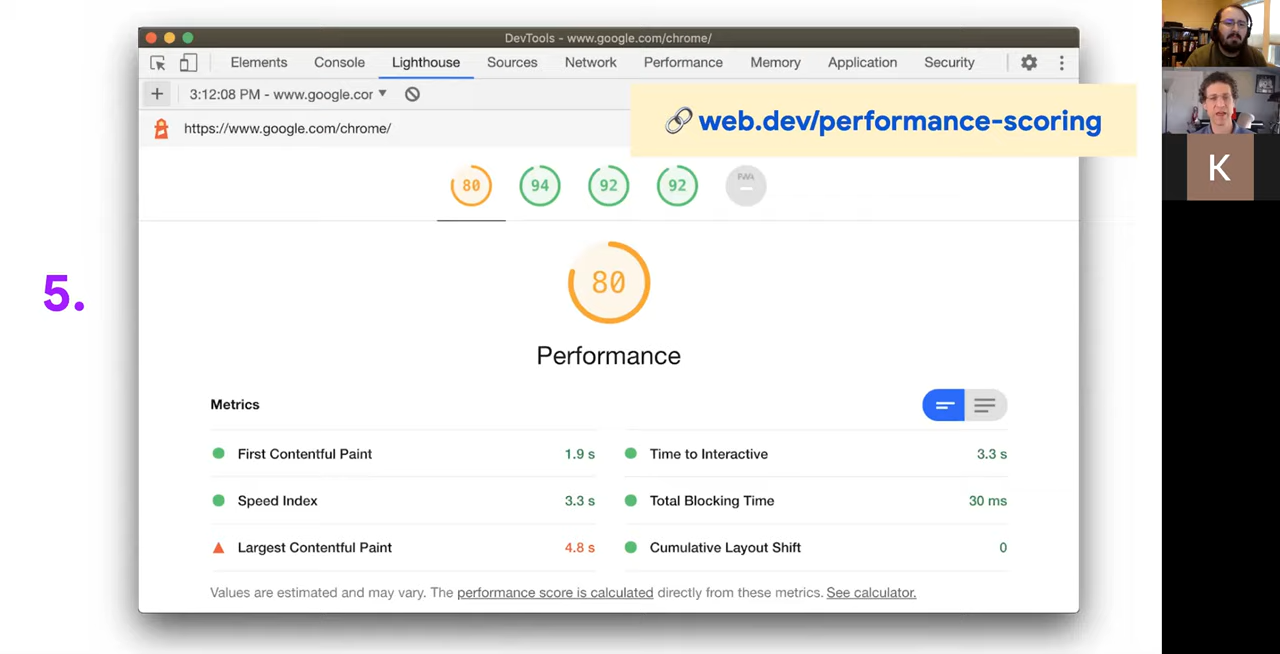 DevTools - www.google.com/chrome/
Elements Console Lighthouse Sources Network Performance Memory Application Security
+ 3:12:08 PM - www.google.cor
https://www.google.com/chrome/
web.dev/performance-scoring
80 94 92 92 PWA
5.
80
Performance
Metrics
First Contentful Paint 1.9 s Time to Interactive 3.3 s
Speed Index 3.3 s Total Blocking Time 30 ms
Largest Contentful Paint 4.8 s Cumulative Layout Shift 0
Values are estimated and may vary. The performance score is calculated directly from these metrics. See calculator.
K